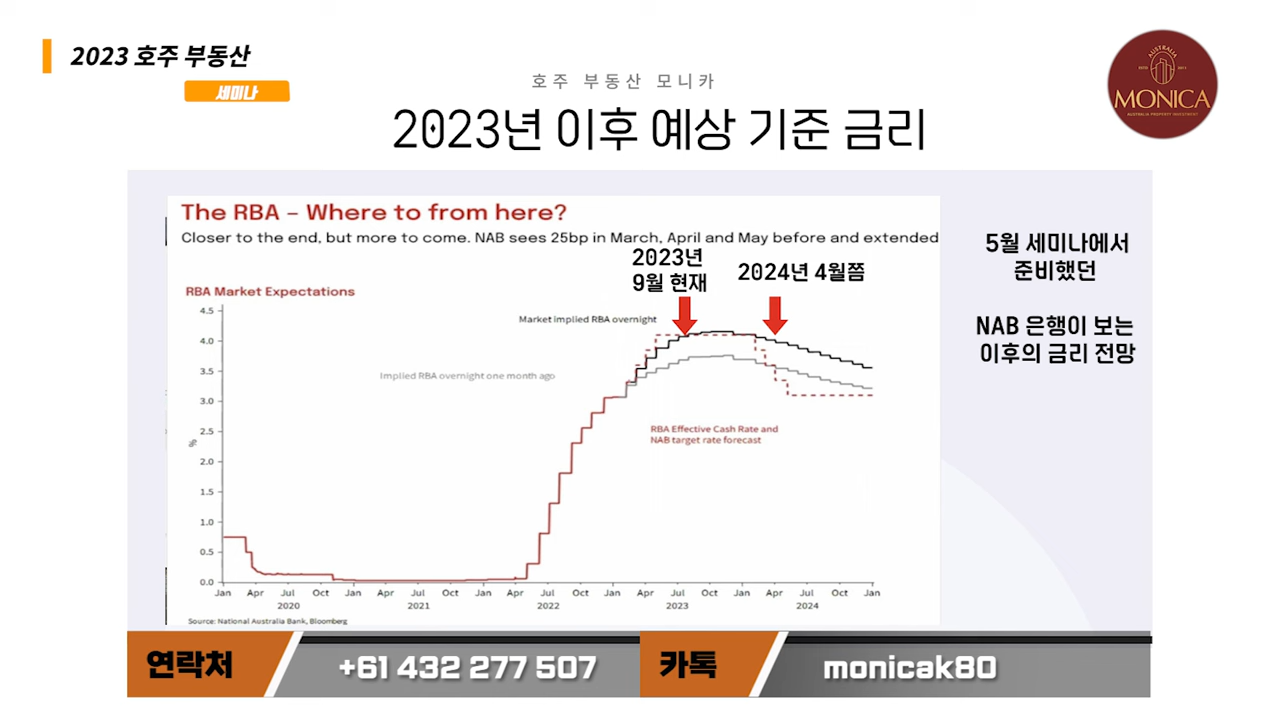 2023 호주 부동산
세미나
호주 부동산 모니카
2023년 이후 예상 기준 금리
AUSTRALIA
MONICA
AUSTRALIA PROPERTY INVESTMENT
The RBA – Where to from here?
Closer to the end, but more to come. NAB sees 25bp in March, April and May before and extended
2023년
9월 현재
2024년 4월쯤
5월 세미나에서
준비했던
NAB 은행이 보는
이후의 금리 전망
RBA Market Expectations
Market implied RBA overnight
Implied RBA overnight one month ago
RBA Effective Cash Rate and
NAB target rate forecast
%
4.5
4.0
3.5
3.0
2.5
2.0
1.5
1.0
0.5
0.0
Jan Apr Jul Oct Jan Apr Jul Oct Jan Apr Jul Oct Jan Apr Jul Oct Jan Apr Jul Oct Jan
2020 2021 2022 2023 2024
Source: National Australia Bank, Bloomberg
연락처 +61 432 277 507 카톡 monicak80